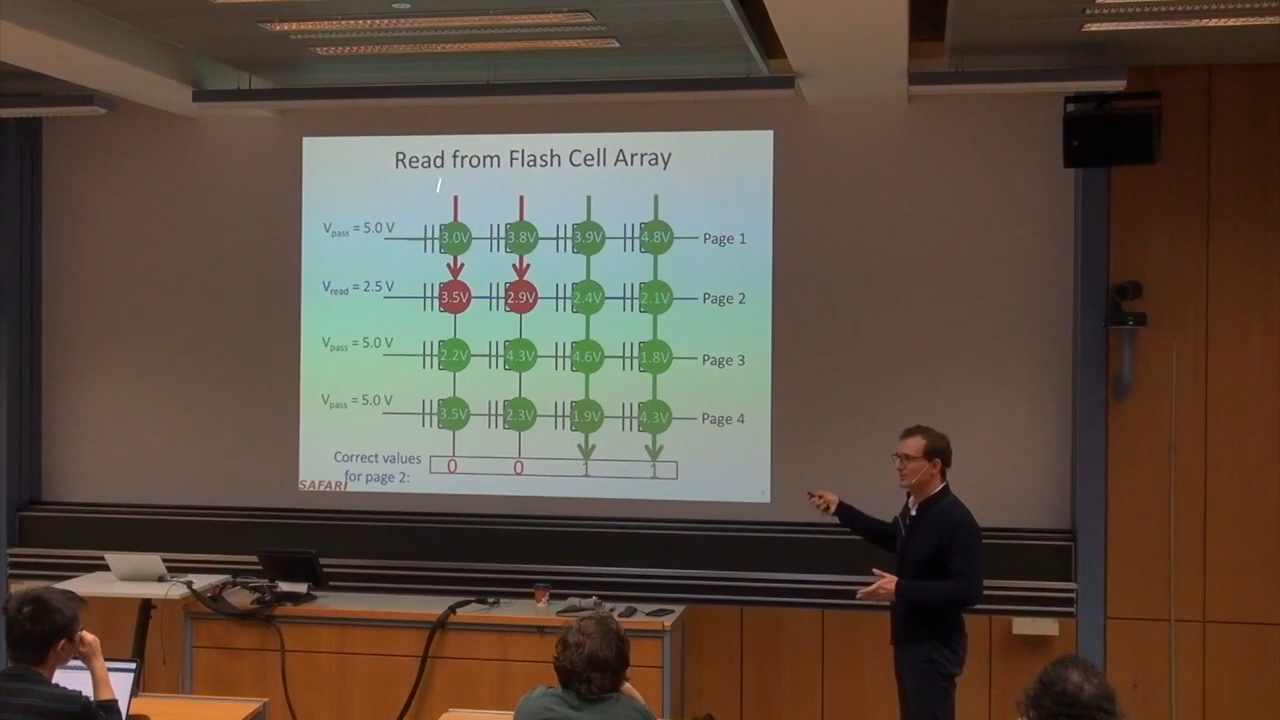 Read from Flash Cell Array
Vpass = 5.0 V 3.0V 3.8V 3.9V 4.8V Page 1
Vread = 2.5 V 3.5V 2.9V 2.4V 2.1V Page 2
Vpass = 5.0 V 2.2V 4.3V 4.6V 1.8V Page 3
Vpass = 5.0 V 3.5V 2.3V 1.9V 4.3V Page 4
Correct values
for page 2: 0 0 1 1
SAFARI
7